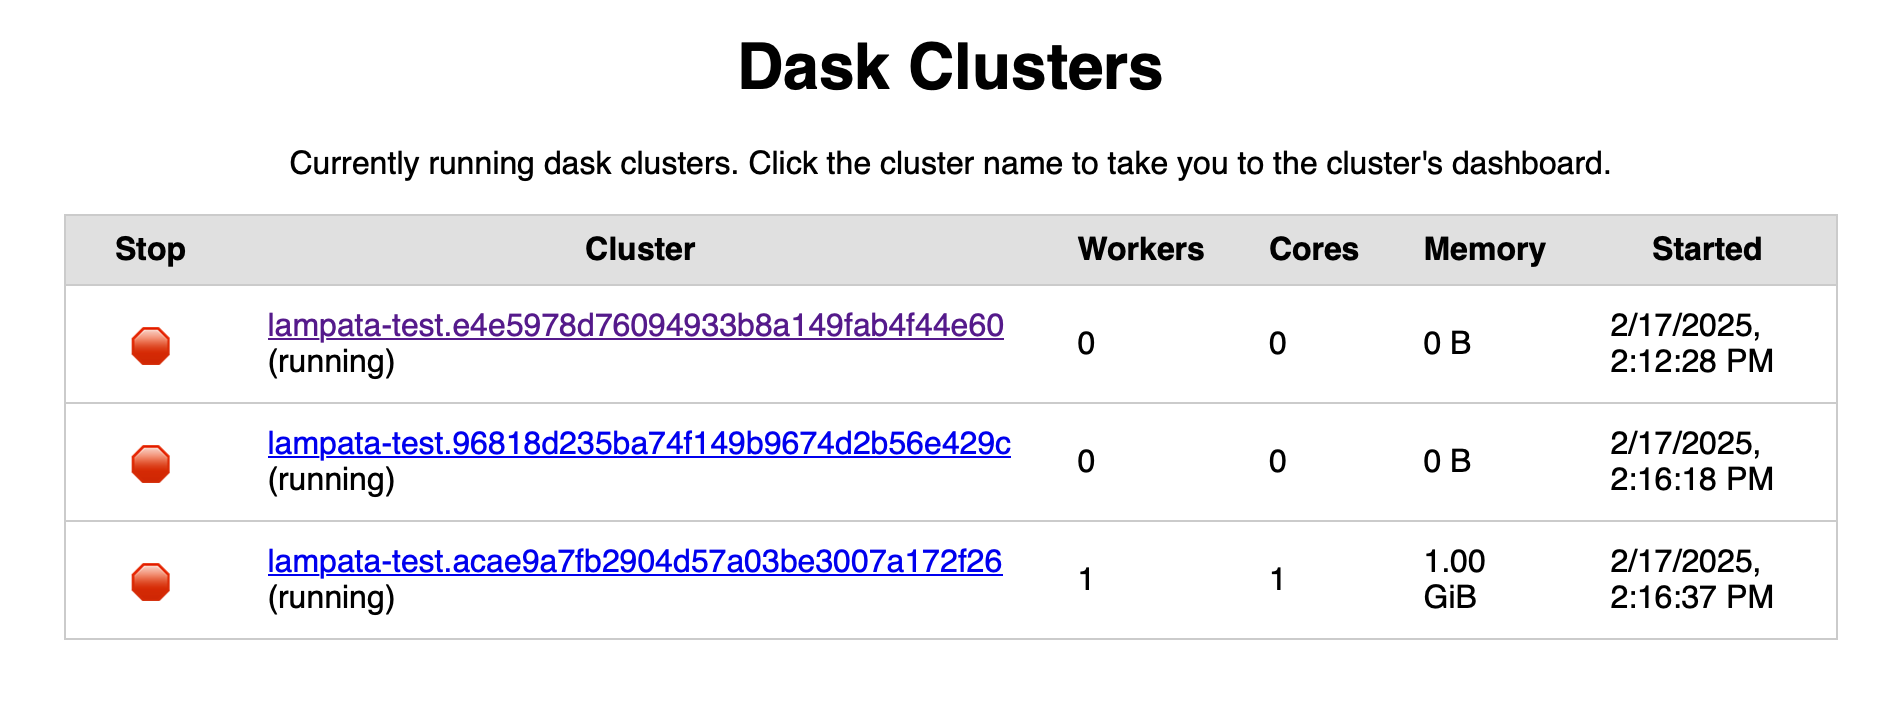 Dask Clusters
Currently running dask clusters. Click the cluster name to take you to the cluster's dashboard.
Stop Cluster Workers Cores Memory Started
lampata-test.e4e5978d76094933b8a149fab4f44e60 (running) 0 0 0 B 2/17/2025, 2:12:28 PM
lampata-test.96818d235ba74f149b9674d2b56e429c (running) 0 0 0 B 2/17/2025, 2:16:18 PM
lampata-test.acae9a7fb2904d57a03be3007a172f26 (running) 1 1 1.00 GiB 2/17/2025, 2:16:37 PM